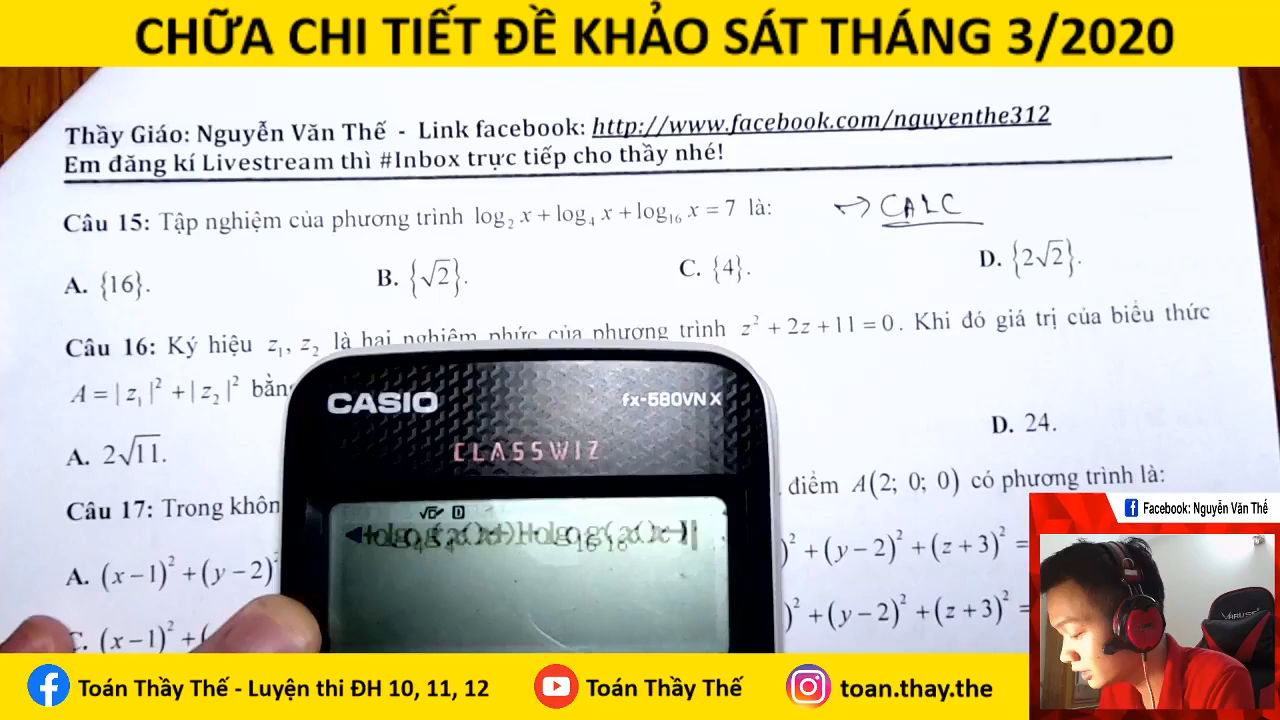 CHỮA CHI TIẾT ĐỀ KHẢO SÁT THÁNG 3/2020
Thầy Giáo: Nguyễn Văn Thế - Link facebook: http://www.facebook.com/nguyenthe312
Em đăng kí Livestream thì #Inbox trực tiếp cho thầy nhé!
Câu 15: Tập nghiệm của phương trình log₂ x + log₄ x + log₁₆ x = 7 là: ↔ CALC
A. {16}. B. {√2}. C. {4}. D. {2√2}.
Câu 16: Ký hiệu z₁, z₂ là hai nghiệm phức của phương trình z² + 2z + 11 = 0. Khi đó giá trị của biểu thức
A = | z₁ |² + | z₂ |² bằng
A. 2√11. D. 24.
Câu 17: Trong khôn điểm A(2; 0; 0) có phương trình là:
A. (x − 1)² + (y − 2)² )² + (y − 2)² + (z + 3)² =
C. (x − 1)² + ( )² + (y − 2)² + (z + 3)² =
CASIO fx-580VN X
CLASSWIZ
Facebook: Nguyễn Văn Thế
Toán Thầy Thế - Luyện thi ĐH 10, 11, 12 Toán Thầy Thế toan.thay.the